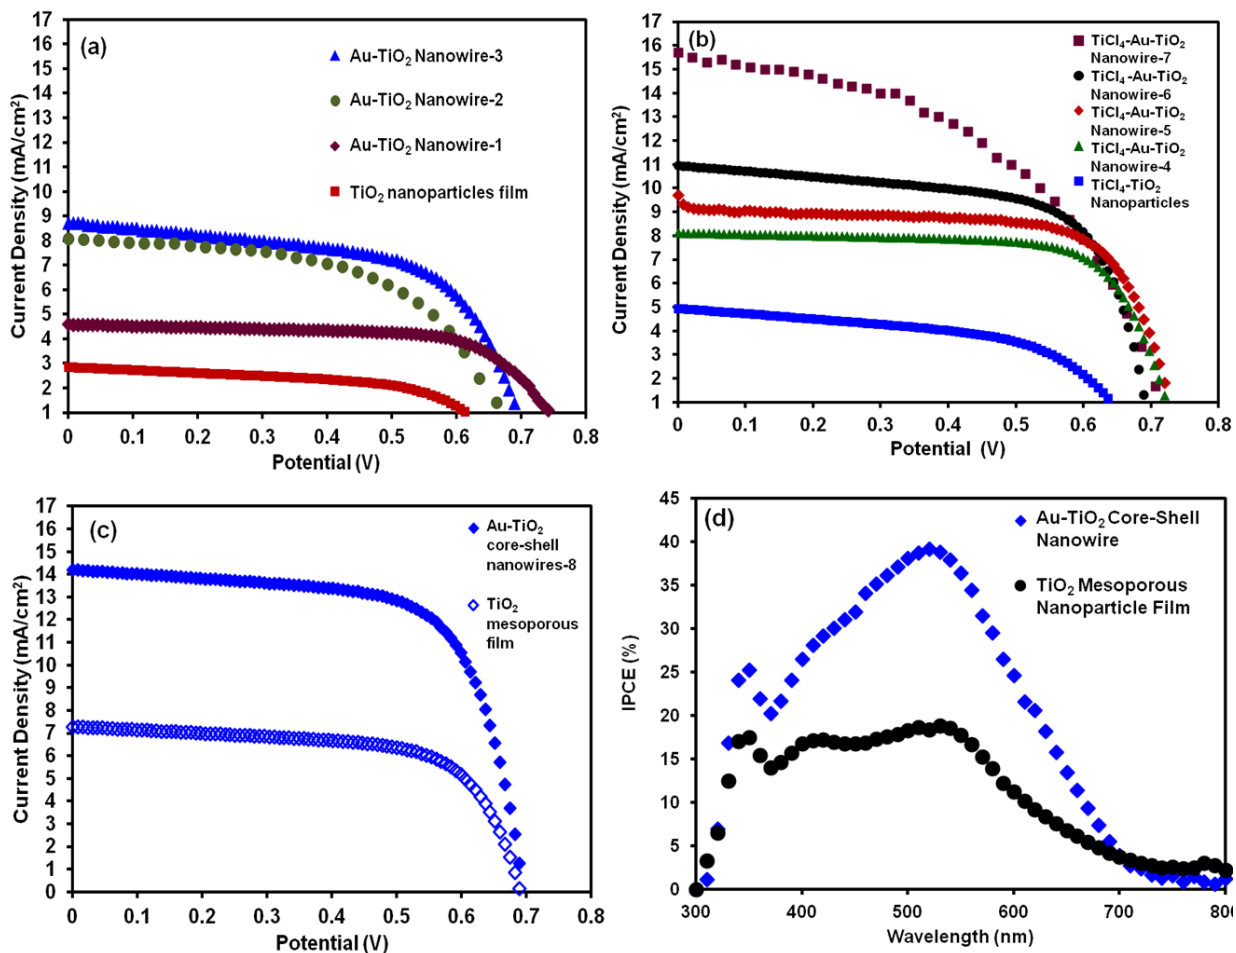 (a)
17
16
15
14
13
12
11
10
9
8
7
6
5
4
3
2
1
Current Density (mA/cm²)
Au-TiO₂ Nanowire-3
Au-TiO₂ Nanowire-2
Au-TiO₂ Nanowire-1
TiO₂ nanoparticles film
0 0.1 0.2 0.3 0.4 0.5 0.6 0.7 0.8
Potential (V)
(b)
17
16
15
14
13
12
11
10
9
8
7
6
5
4
3
2
1
Current Density (mA/cm²)
TiCl₄-Au-TiO₂
Nanowire-7
TiCl₄-Au-TiO₂
Nanowire-6
TiCl₄-Au-TiO₂
Nanowire-5
TiCl₄-Au-TiO₂
Nanowire-4
TiCl₄-TiO₂
Nanoparticles
0 0.1 0.2 0.3 0.4 0.5 0.6 0.7 0.8
Potential (V)
(c)
17
16
15
14
13
12
11
10
9
8
7
6
5
4
3
2
1
0
Current Density (mA/cm²)
Au-TiO₂
core-shell
nanowires-8
TiO₂
mesoporous
film
0 0.1 0.2 0.3 0.4 0.5 0.6 0.7 0.8
Potential (V)
(d)
45
40
35
30
25
20
15
10
5
0
IPCE (%)
Au-TiO₂ Core-Shell
Nanowire
TiO₂ Mesoporous
Nanoparticle Film
300 400 500 600 700 800
Wavelength (nm)